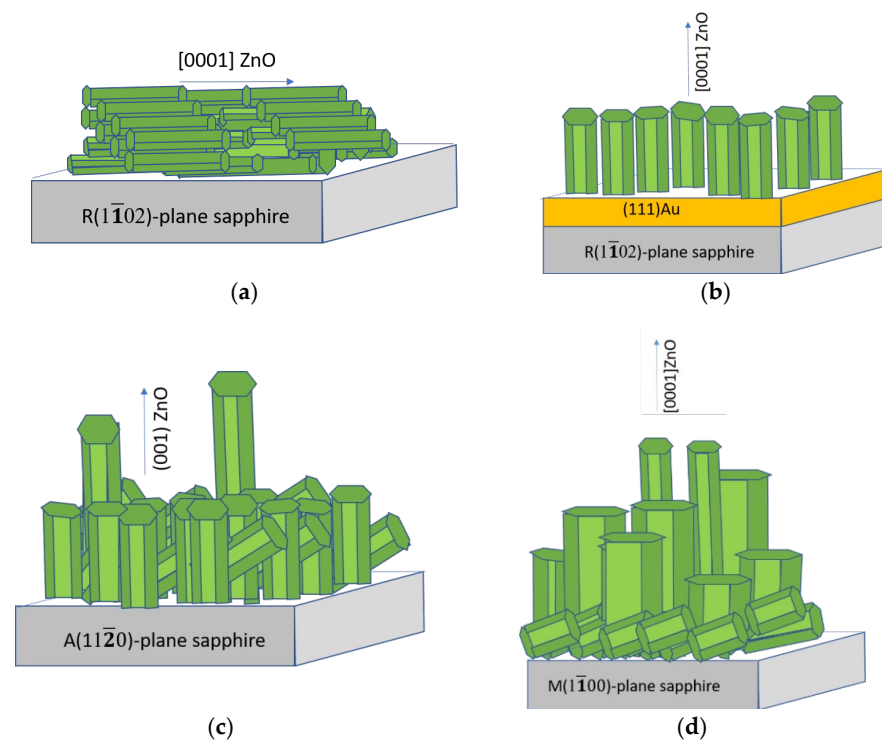 [0001] ZnO
R(11̅02)-plane sapphire
(a)
[0001] ZnO
(111)Au
R(11̅02)-plane sapphire
(b)
(001) ZnO
A(112̅0)-plane sapphire
(c)
[0001]ZnO
M(11̅00)-plane sapphire
(d)